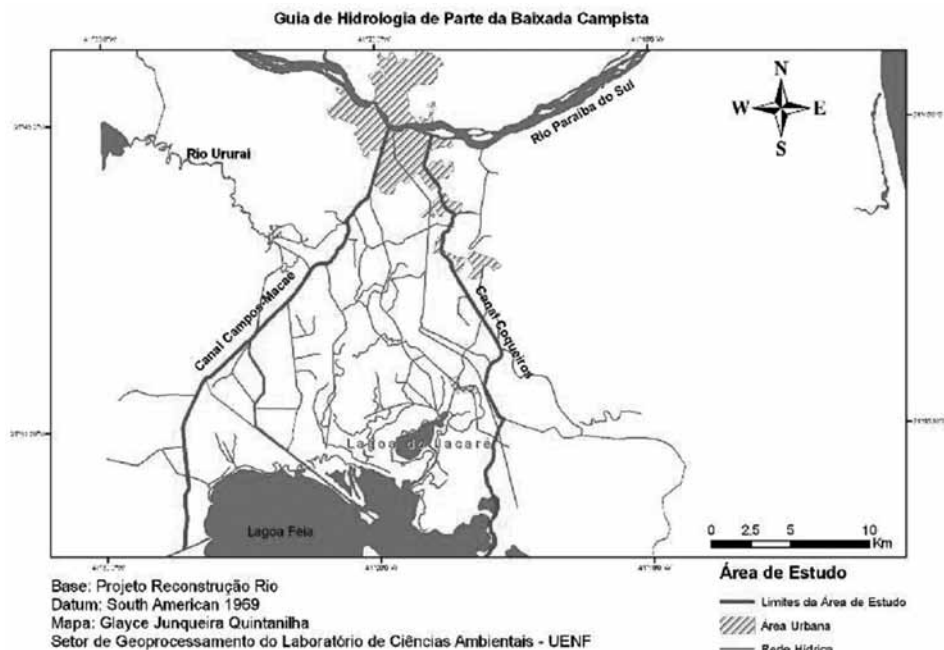 Guia de Hidrologia de Parte da Baixada Campista
N
W E
S
Rio Paraíba do Sul
Rio Ururai
Canal Campos-Macaé
Canal Coqueiros
Lagoa do Jacaré
Lagoa Feia
0 2.5 5 10
Km
Base: Projeto Reconstrução Rio
Datum: South American 1969
Mapa: Glayce Junqueira Quintanilha
Setor de Geoprocessamento do Laboratório de Ciências Ambientais - UENF
Área de Estudo
Limites da Área de Estudo
Área Urbana
Rede Hídrica